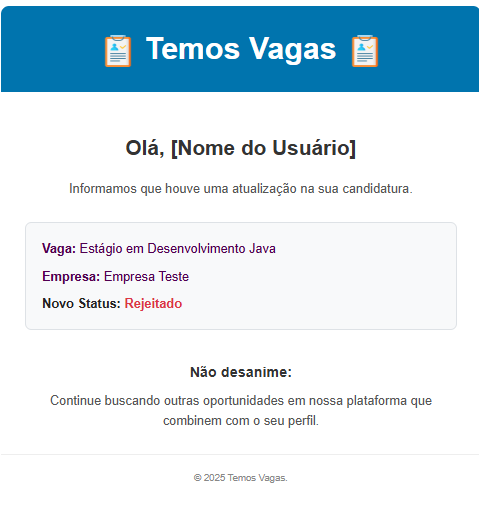 Temos Vagas
Olá, [Nome do Usuário]
Informamos que houve uma atualização na sua candidatura.
Vaga: Estágio em Desenvolvimento Java
Empresa: Empresa Teste
Novo Status: Rejeitado
Não desanime:
Continue buscando outras oportunidades em nossa plataforma que
combinem com o seu perfil.
© 2025 Temos Vagas.